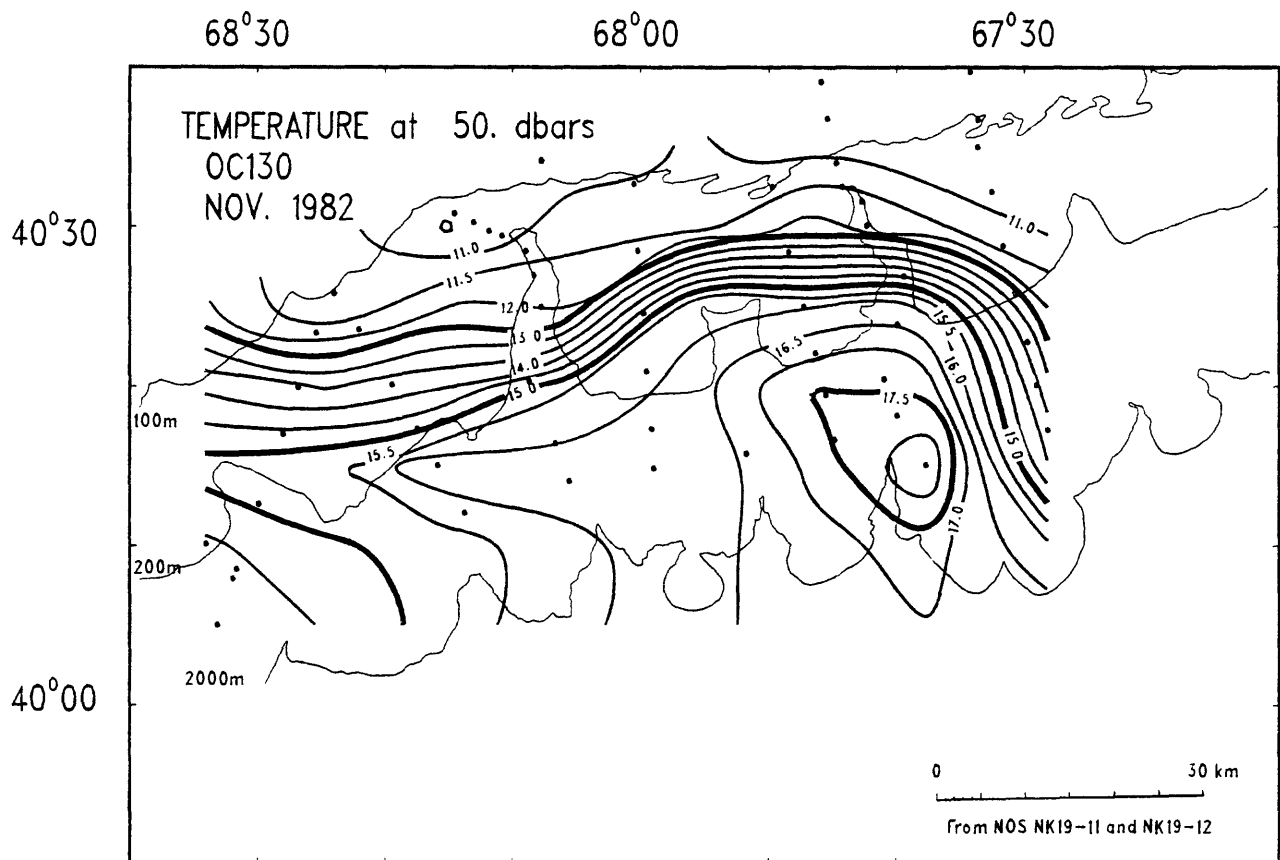 68°30 68°00 67°30
TEMPERATURE at 50. dbars
OC130
NOV. 1982
40°30
11.0
11.0
11.5
12.0
13.0
14.0
15.0
15.5
16.0
16.5
17.5
15.0
15.5
17.0
100m
200m
2000m
40°00
0 30 km
From NOS NK19-11 and NK19-12